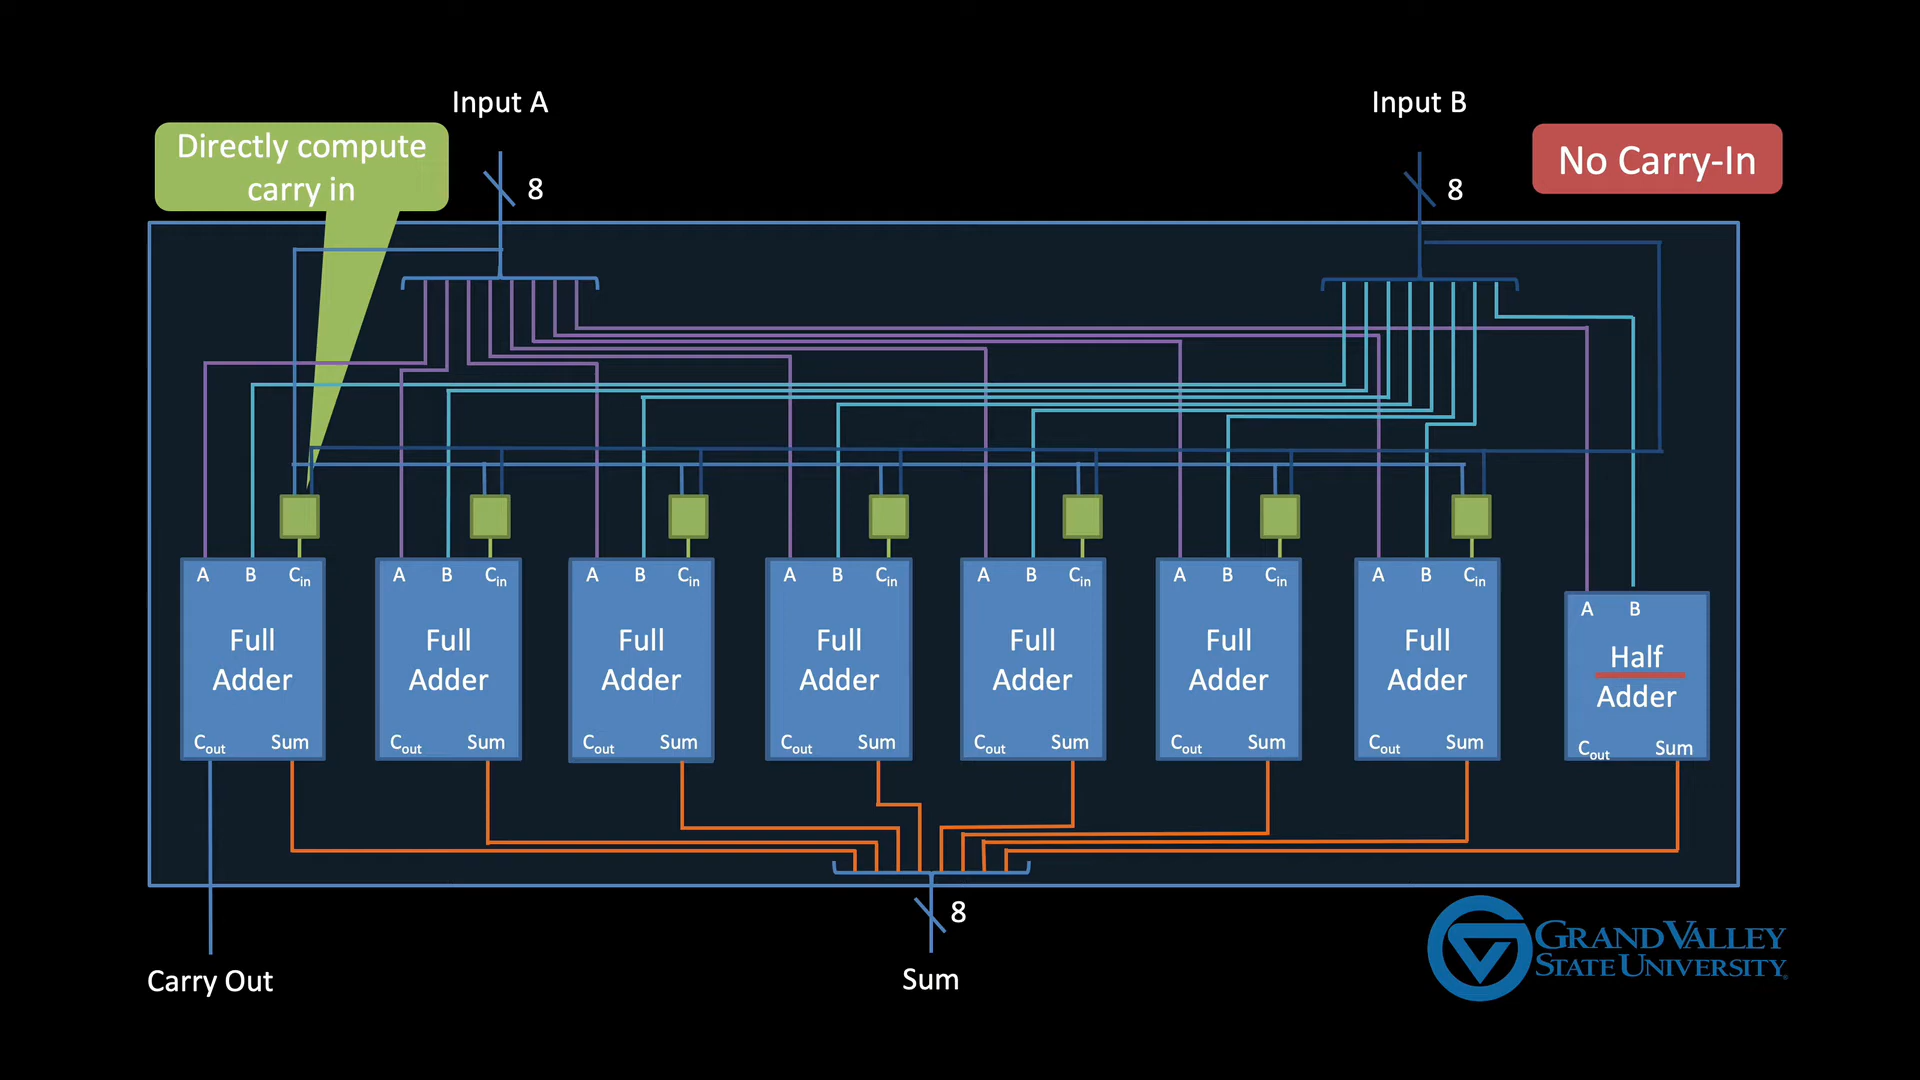 Input A
Input B
Directly compute
carry in
No Carry-In
8
8
A B Cin
A B Cin
A B Cin
A B Cin
A B Cin
A B Cin
A B Cin
A B
Full
Adder
Full
Adder
Full
Adder
Full
Adder
Full
Adder
Full
Adder
Full
Adder
Half
Adder
Cout Sum
Cout Sum
Cout Sum
Cout Sum
Cout Sum
Cout Sum
Cout Sum
Cout Sum
8
Carry Out
Sum
GRAND VALLEY
STATE UNIVERSITY